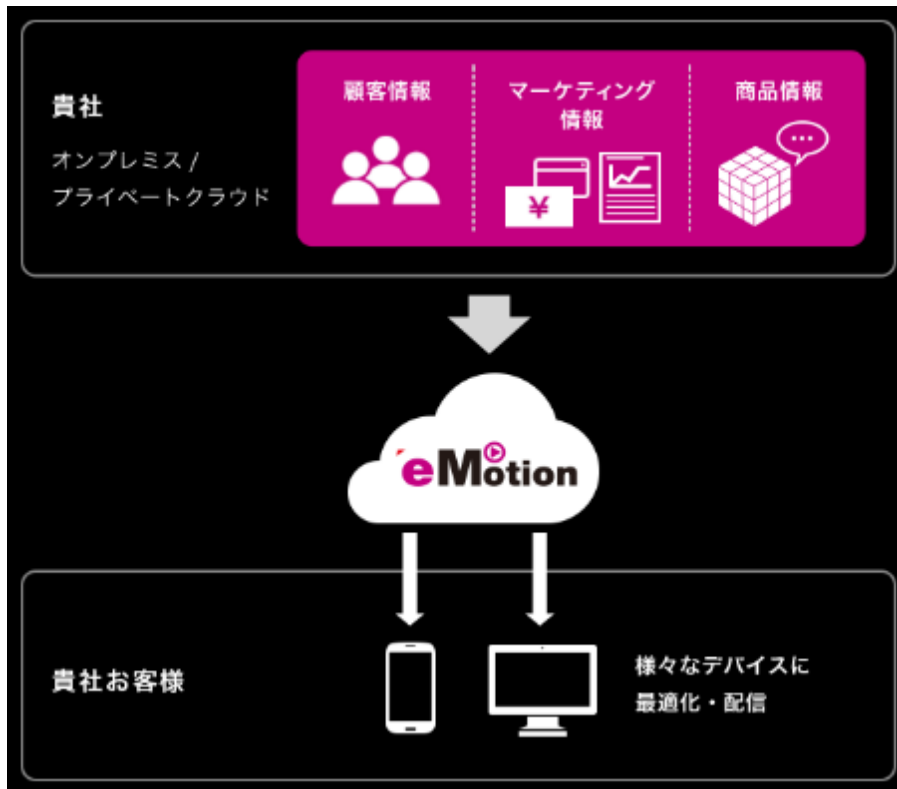 貴社
オンプレミス /
プライベートクラウド
顧客情報
マーケティング
情報
¥
商品情報
eMotion
貴社お客様
様々なデバイスに
最適化・配信